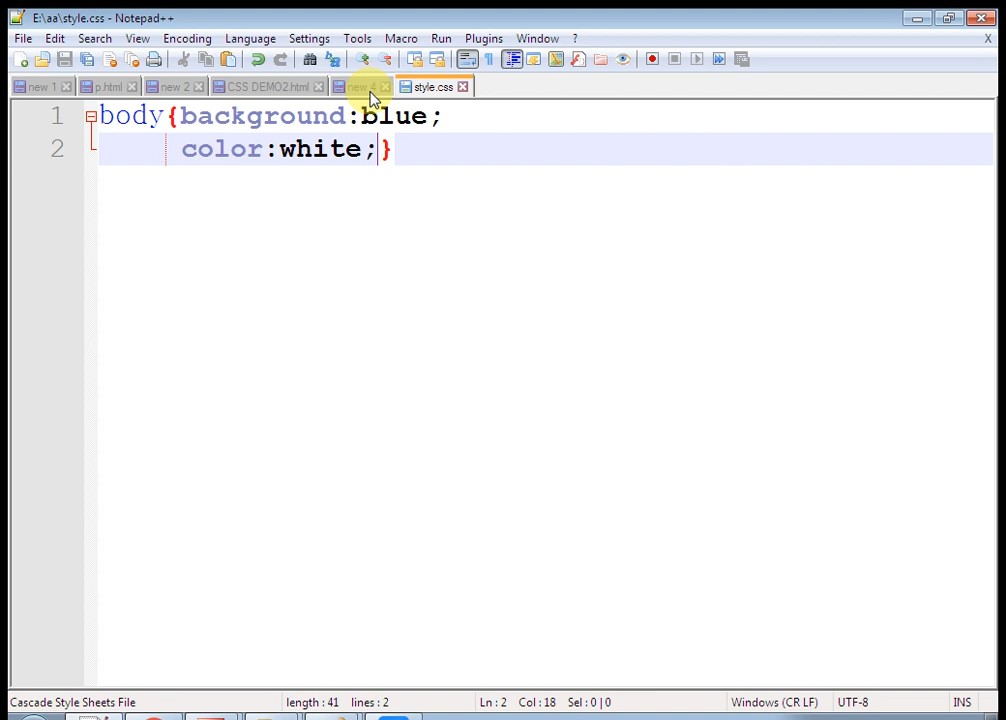 E:\aa\style.css - Notepad++
File Edit Search View Encoding Language Settings Tools Macro Run Plugins Window ? X
new 1 p.html new 2 CSS DEMO2.html new 4 style.css
1 body{background:blue;
2 color:white;}
Cascade Style Sheets File length : 41 lines : 2 Ln : 2 Col : 18 Sel : 0 | 0 Windows (CR LF) UTF-8 INS